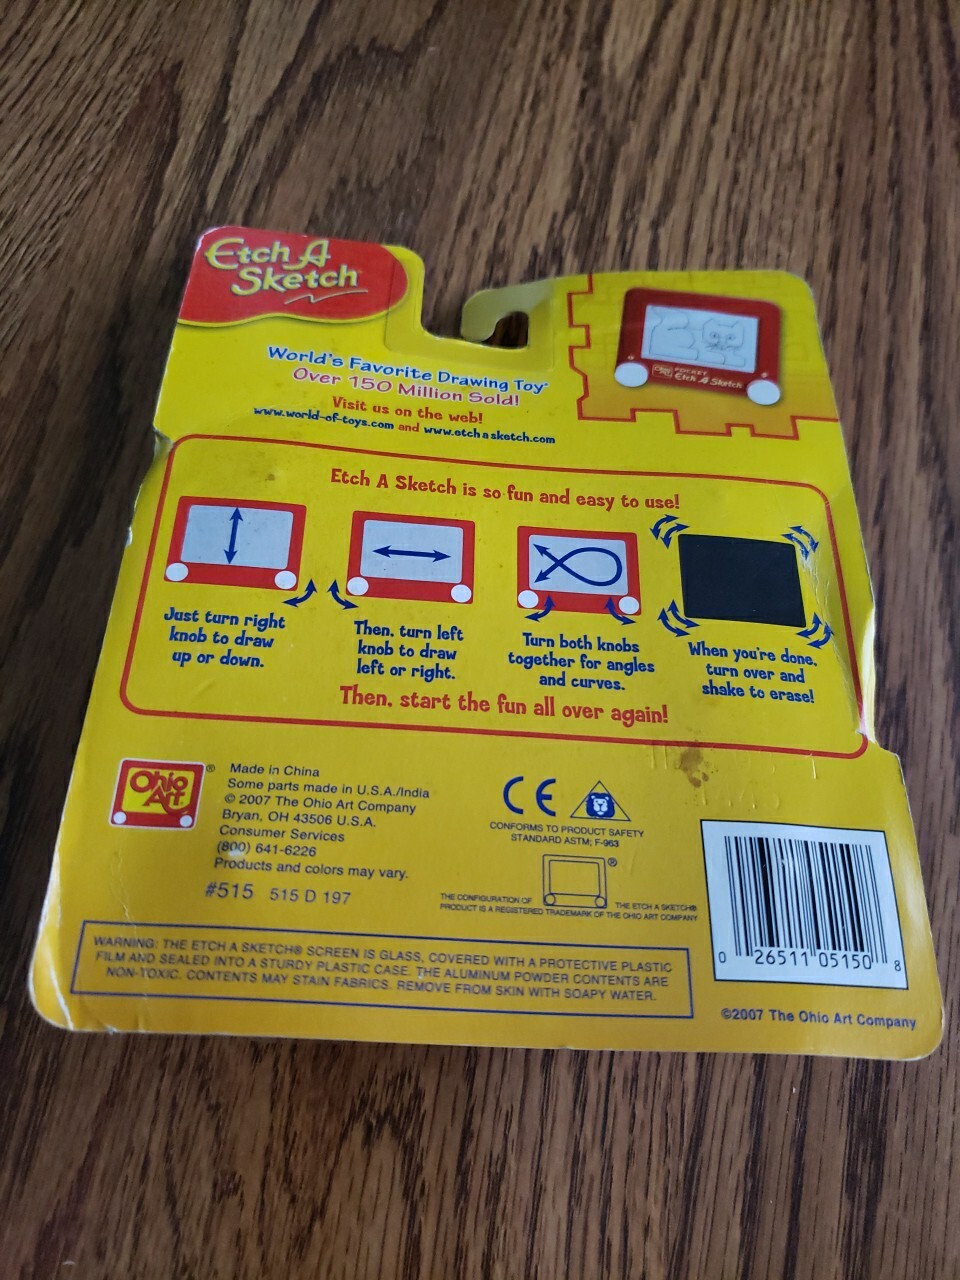 Etch A
Sketch
World's Favorite Drawing Toy
Over 150 Million Sold!
Visit us on the web!
www.world-of-toys.com and www.etchasketch.com
POCKET
Etch A Sketch
Etch A Sketch is so fun and easy to use!
Just turn right
knob to draw
up or down.
Then, turn left
knob to draw
left or right.
Turn both knobs
together for angles
and curves.
When you're done,
turn over and
shake to erase!
Then, start the fun all over again!
Ohio
Art®
Made in China
Some parts made in U.S.A./India
© 2007 The Ohio Art Company
Bryan, OH 43506 U.S.A.
Consumer Services
(800) 641-6226
Products and colors may vary.
#515 515 D 197
CE
CONFORMS TO PRODUCT SAFETY
STANDARD ASTM; F-963
®
THE CONFIGURATION OF THE ETCH A SKETCH®
PRODUCT IS A REGISTERED TRADEMARK OF THE OHIO ART COMPANY
WARNING: THE ETCH A SKETCH® SCREEN IS GLASS, COVERED WITH A PROTECTIVE PLASTIC
FILM AND SEALED INTO A STURDY PLASTIC CASE. THE ALUMINUM POWDER CONTENTS ARE
NON-TOXIC. CONTENTS MAY STAIN FABRICS. REMOVE FROM SKIN WITH SOAPY WATER.
0 26511 05150 8
©2007 The Ohio Art Company